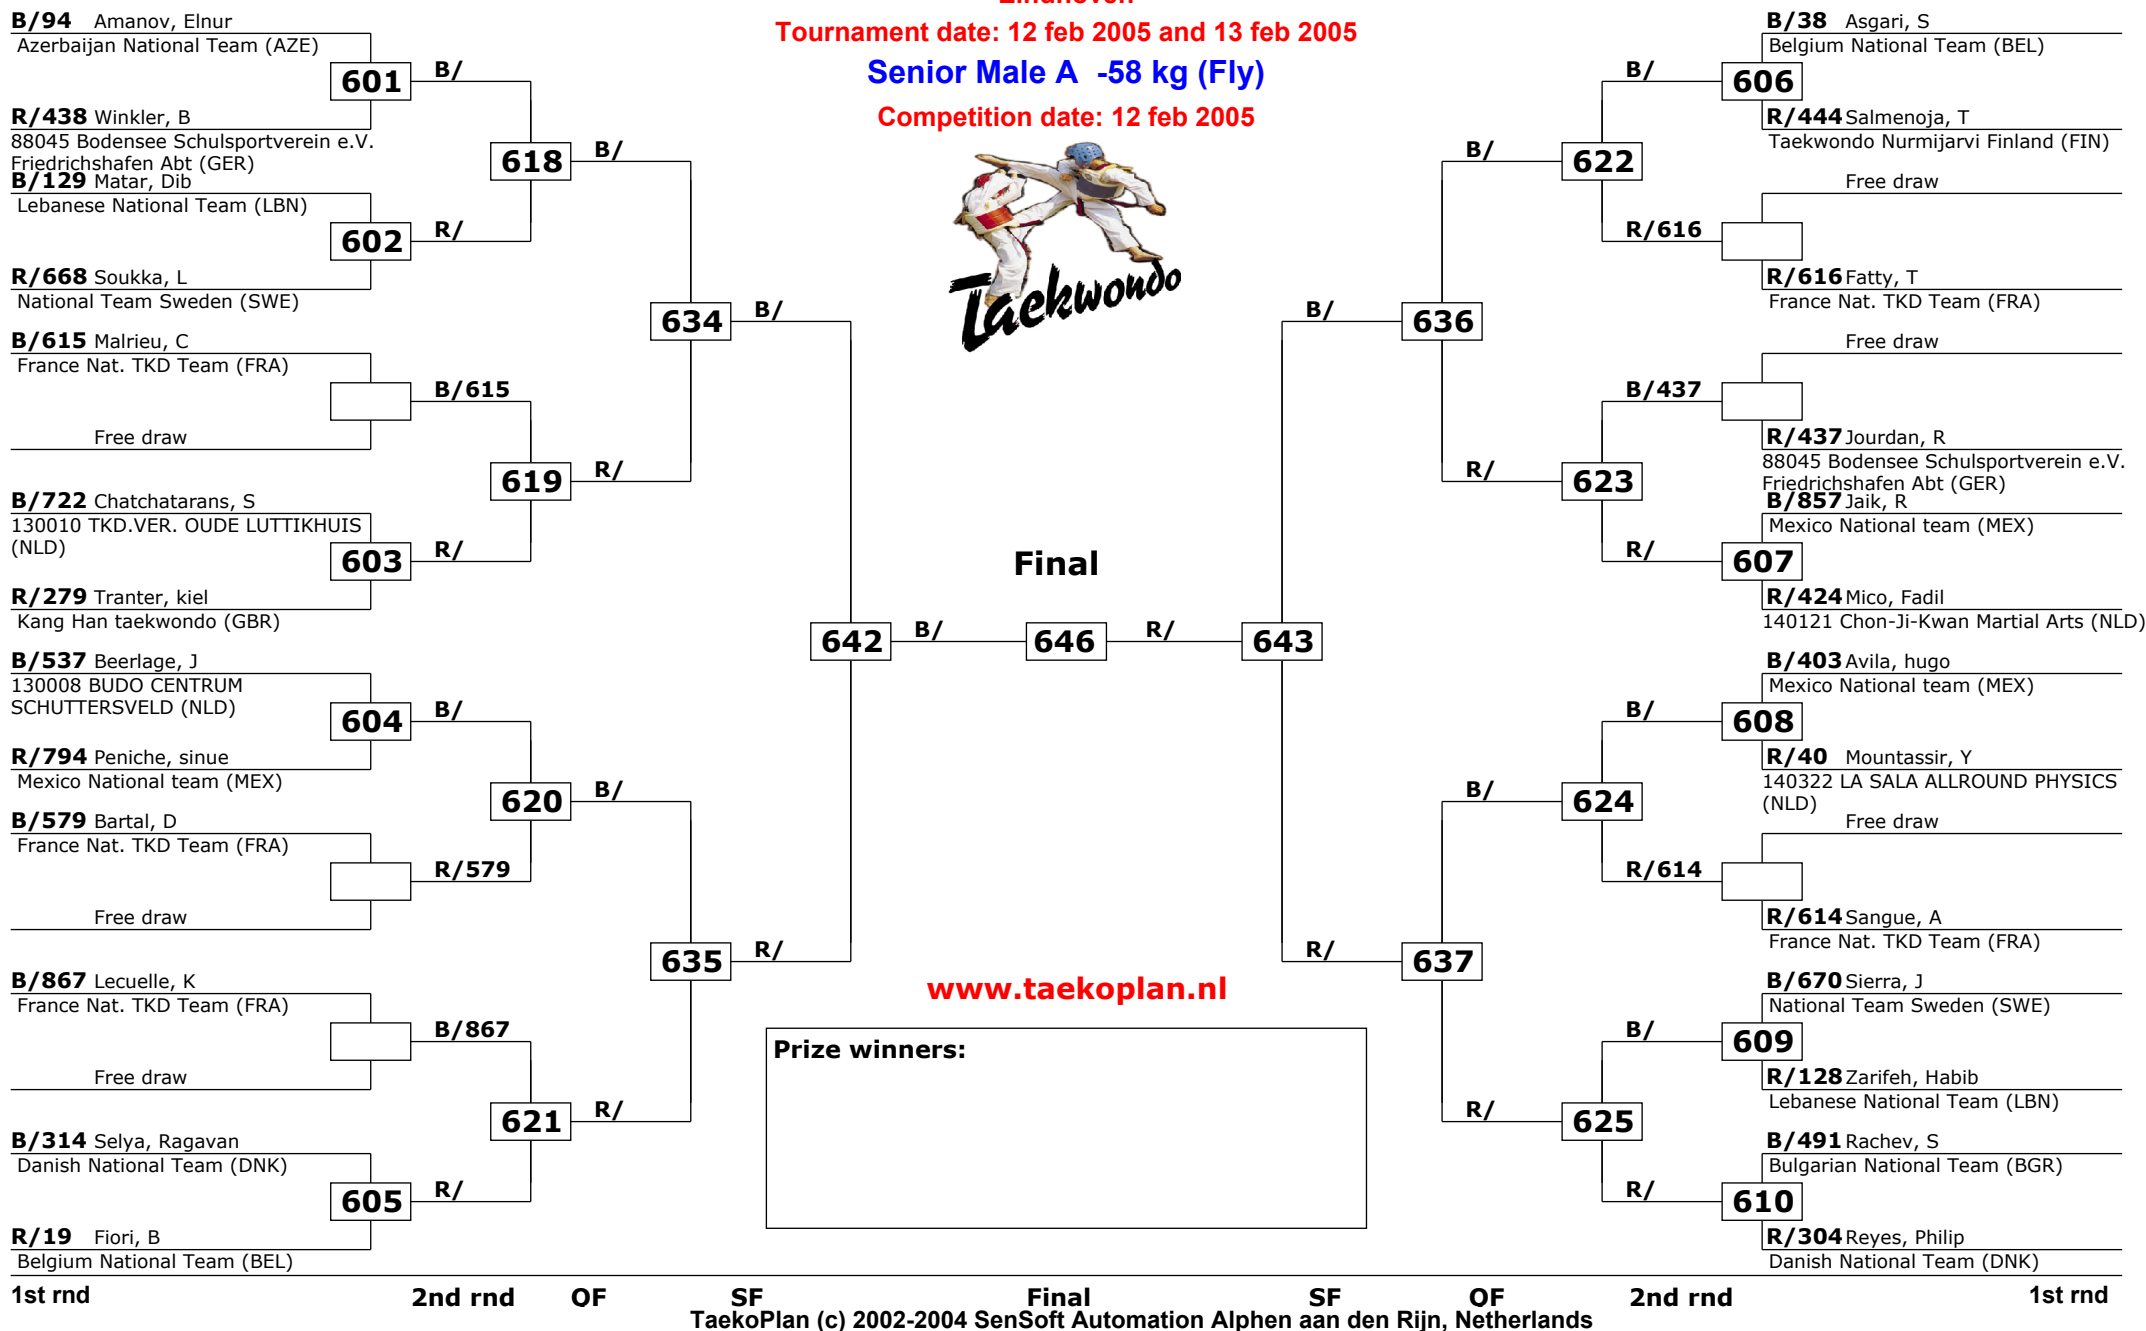 Eindhoven
Tournament date: 12 feb 2005 and 13 feb 2005
Senior Male A -58 kg (Fly)
Competition date: 12 feb 2005
Taekwondo
B/94 Amanov, Elnur
Azerbaijan National Team (AZE)
601
B/
R/438 Winkler, B
88045 Bodensee Schulsportverein e.V.
Friedrichshafen Abt (GER)
618
B/
B/129 Matar, Dib
Lebanese National Team (LBN)
602
R/
R/668 Soukka, L
National Team Sweden (SWE)
634
B/
B/615 Malrieu, C
France Nat. TKD Team (FRA)
B/615
Free draw
619
R/
B/722 Chatchatarans, S
130010 TKD.VER. OUDE LUTTIKHUIS
(NLD)
603
R/
R/279 Tranter, kiel
Kang Han taekwondo (GBR)
642
B/
B/537 Beerlage, J
130008 BUDO CENTRUM
SCHUTTERSVELD (NLD)
604
B/
R/794 Peniche, sinue
Mexico National team (MEX)
620
B/
B/579 Bartal, D
France Nat. TKD Team (FRA)
R/579
Free draw
635
R/
B/867 Lecuelle, K
France Nat. TKD Team (FRA)
B/867
Free draw
621
R/
B/314 Selya, Ragavan
Danish National Team (DNK)
605
R/
R/19 Fiori, B
Belgium National Team (BEL)
Final
646
R/
643
www.taekoplan.nl
Prize winners:
B/38 Asgari, S
Belgium National Team (BEL)
B/
606
R/444 Salmenoja, T
Taekwondo Nurmijarvi Finland (FIN)
B/
622
Free draw
R/616
R/616 Fatty, T
France Nat. TKD Team (FRA)
B/
636
Free draw
B/437
R/437 Jourdan, R
88045 Bodensee Schulsportverein e.V.
Friedrichshafen Abt (GER)
R/
623
B/857 Jaik, R
Mexico National team (MEX)
R/
607
R/424 Mico, Fadil
140121 Chon-Ji-Kwan Martial Arts (NLD)
B/403 Avila, hugo
Mexico National team (MEX)
B/
608
R/40 Mountassir, Y
140322 LA SALA ALLROUND PHYSICS
(NLD)
B/
624
Free draw
R/614
R/614 Sangue, A
France Nat. TKD Team (FRA)
R/
637
B/670 Sierra, J
National Team Sweden (SWE)
B/
609
R/128 Zarifeh, Habib
Lebanese National Team (LBN)
R/
625
B/491 Rachev, S
Bulgarian National Team (BGR)
R/
610
R/304 Reyes, Philip
Danish National Team (DNK)
1st rnd 2nd rnd QF SF Final SF QF 2nd rnd 1st rnd
TaekoPlan (c) 2002-2004 SenSoft Automation Alphen aan den Rijn, Netherlands